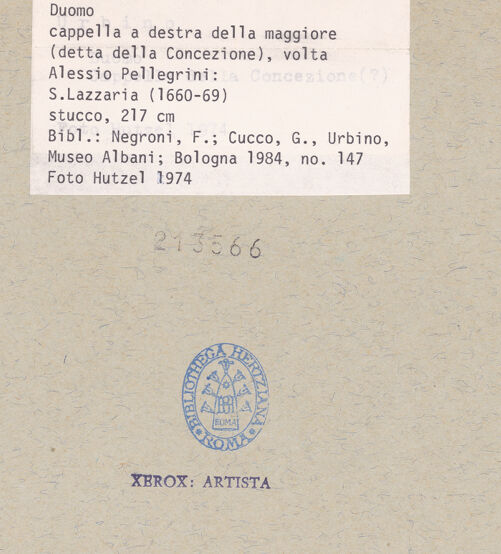 Duomo
cappella a destra della maggiore
(detta della Concezione), volta
Alessio Pellegrini:
S.Lazzaria (1660-69)
stucco, 217 cm
Bibl.: Negroni, F.; Cucco, G., Urbino,
Museo Albani; Bologna 1984, no. 147
Foto Hutzel 1974
213566
BIBLIOTHECA HERTZIANA
ROMA
XEROX: ARTISTA